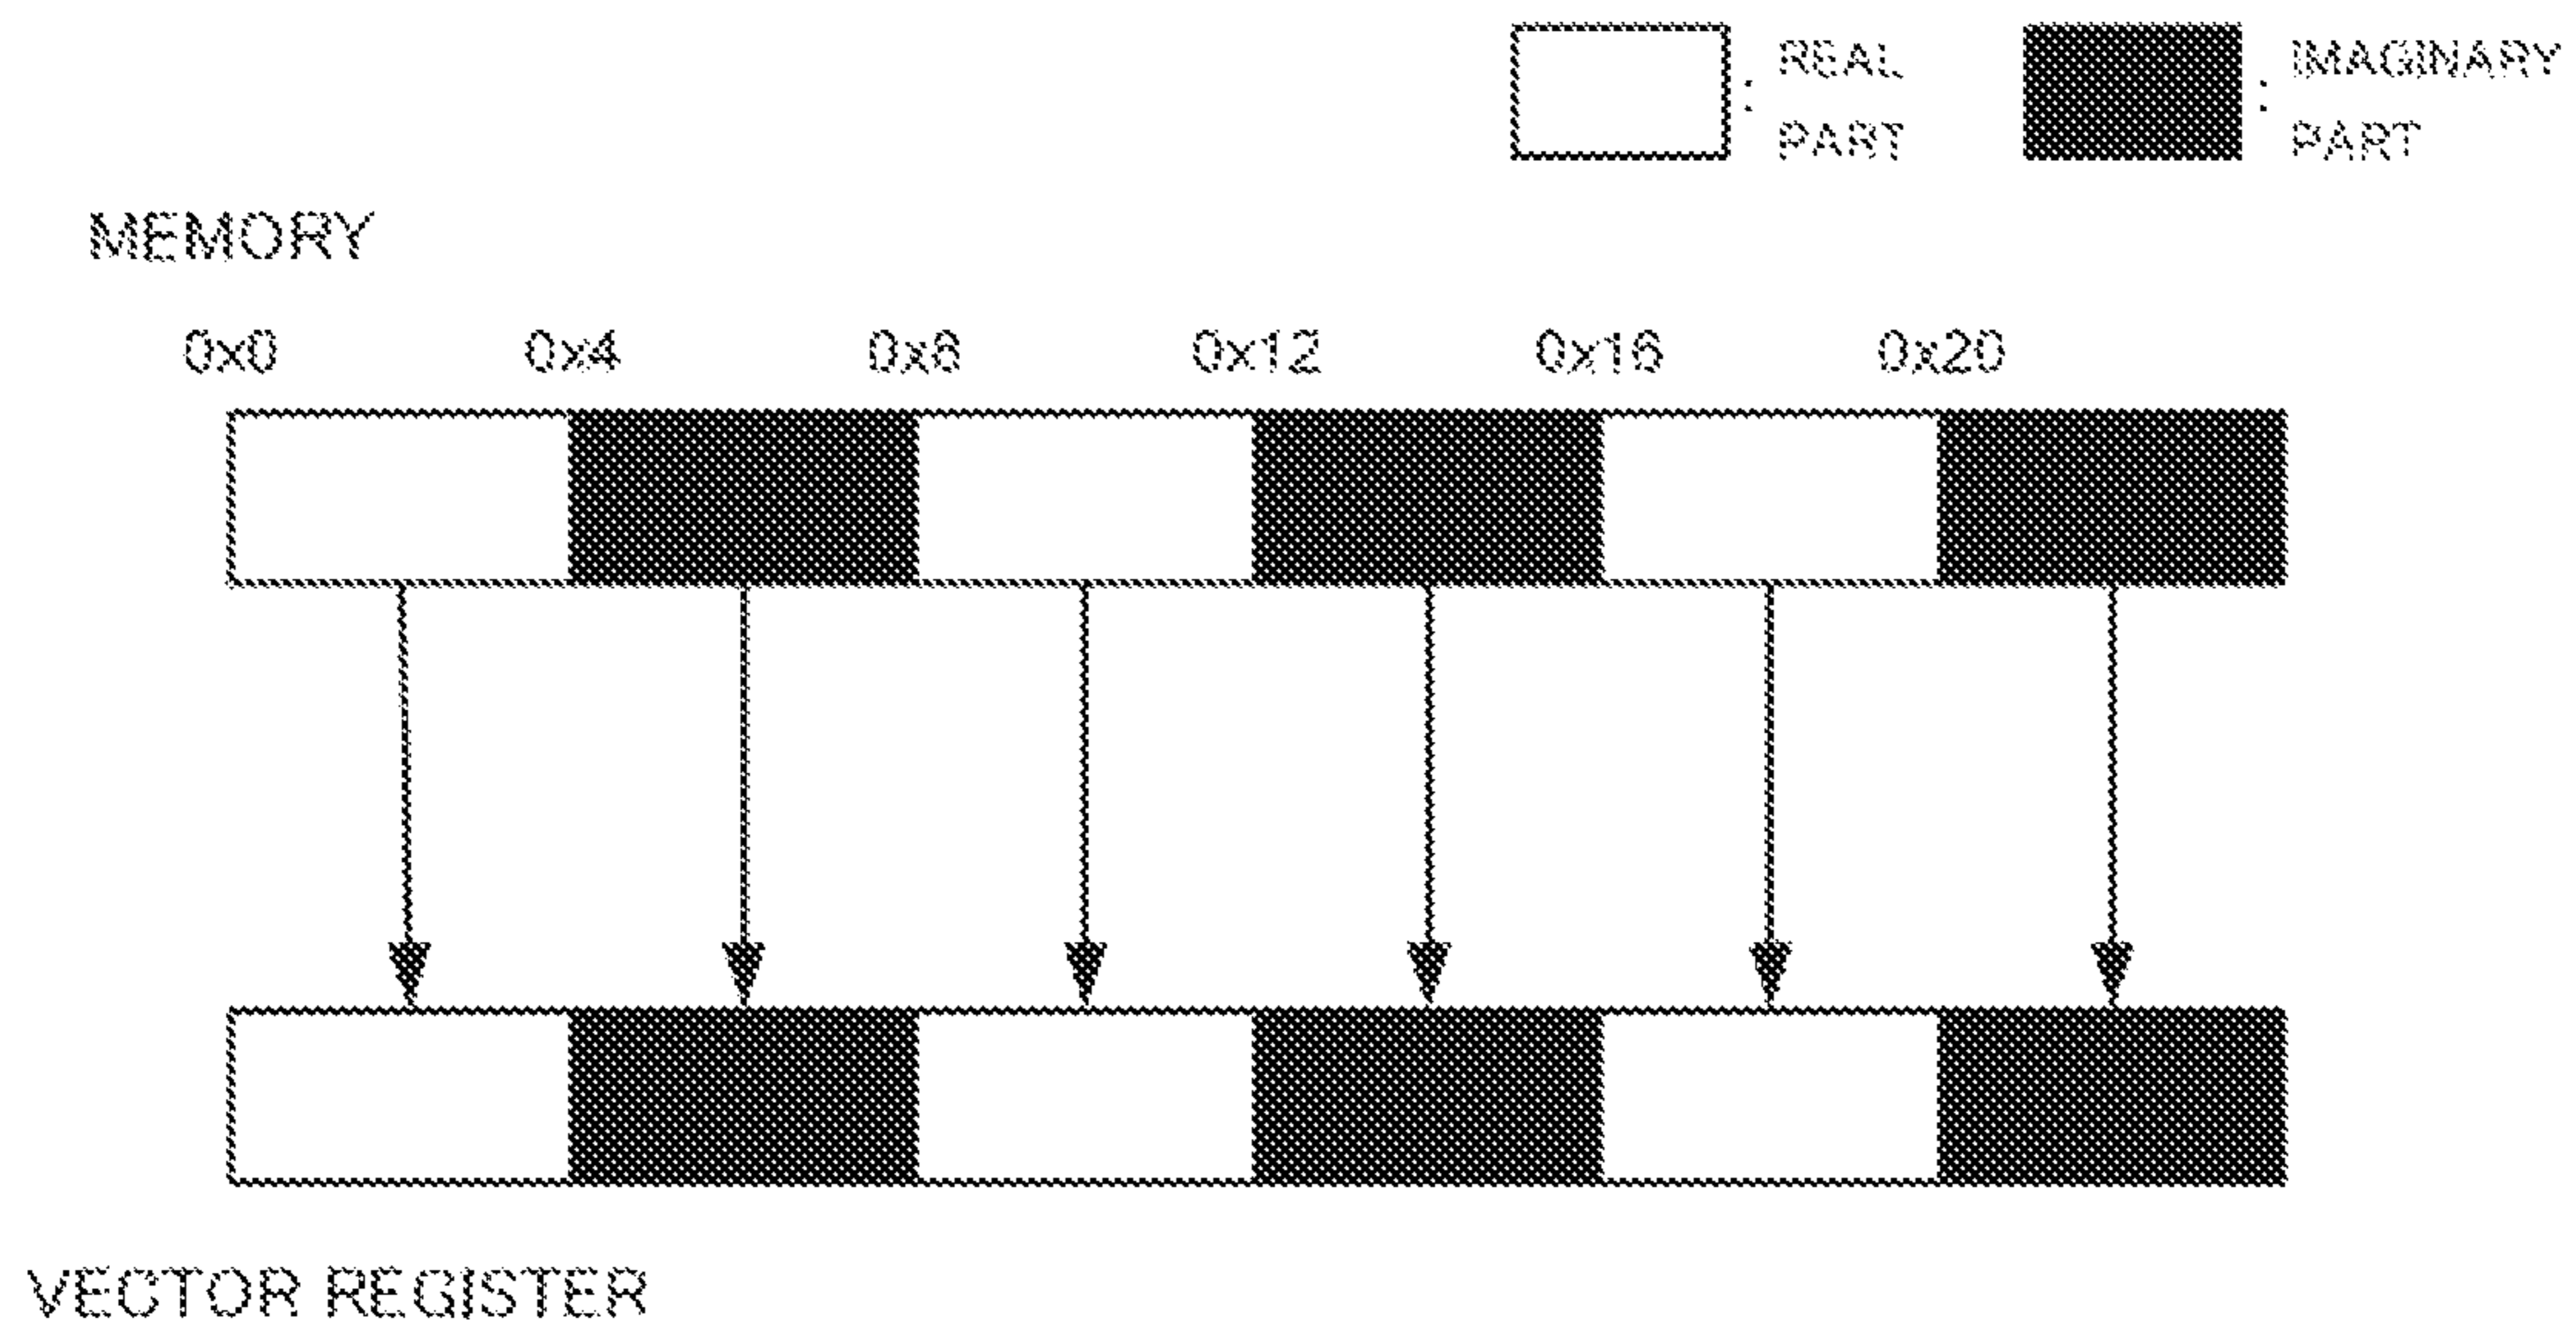 REAL
PART
IMAGINARY
PART
MEMORY
0x0 0x4 0x8 0x12 0x16 0x20
VECTOR REGISTER